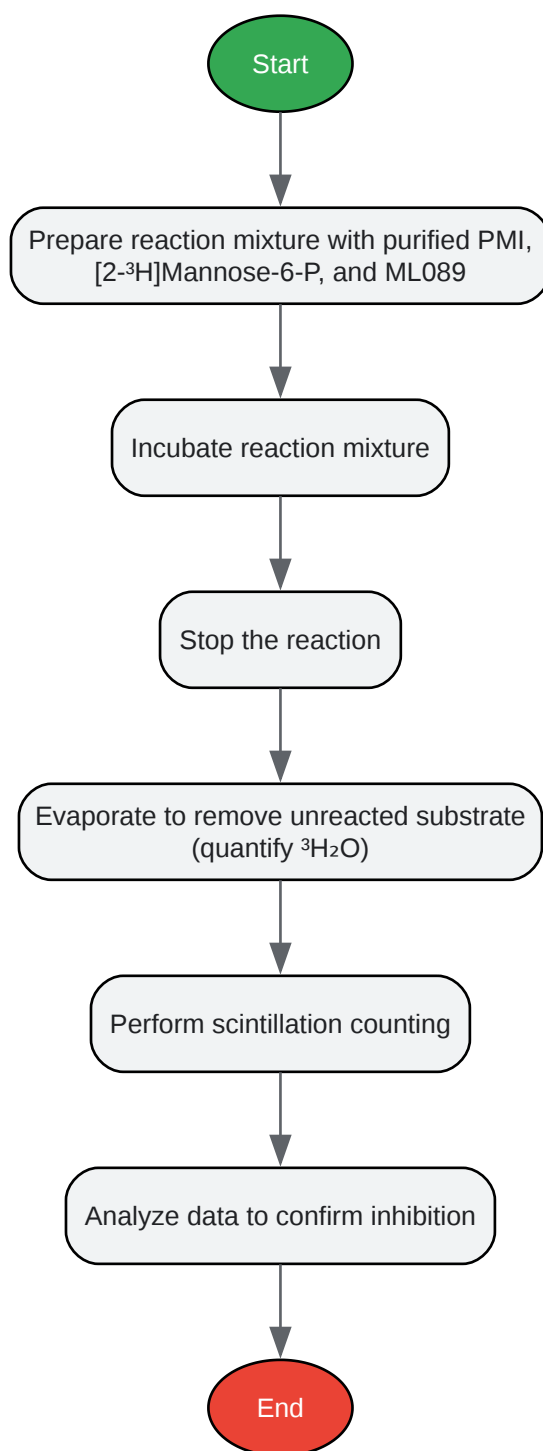 Start
Prepare reaction mixture with purified PMI,
[2-³H]Mannose-6-P, and ML089
Incubate reaction mixture
Stop the reaction
Evaporate to remove unreacted substrate
(quantify ³H₂O)
Perform scintillation counting
Analyze data to confirm inhibition
End